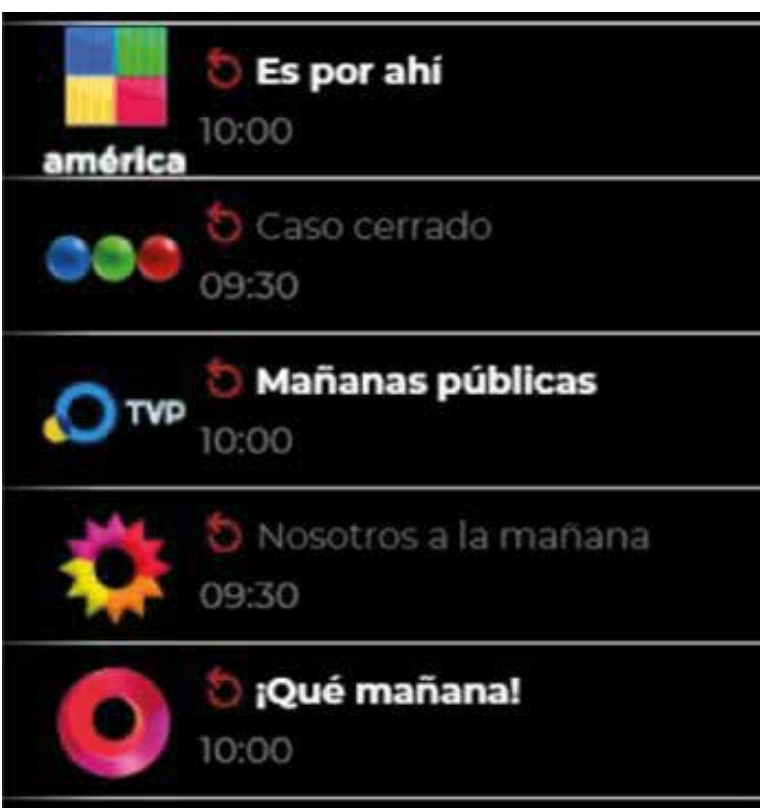 Es por ahí
10:00
américa
Caso cerrado
09:30
Mañanas públicas
TVP
10:00
Nosotros a la mañana
09:30
¡Qué mañana!
10:00